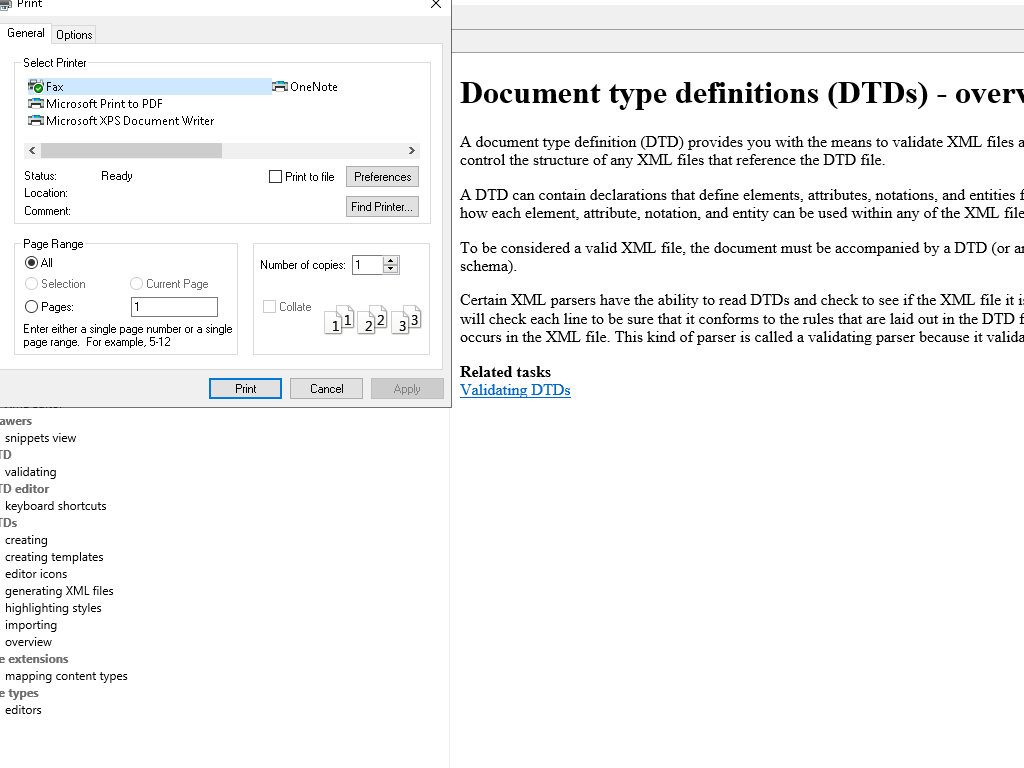 Print
General
Options
Select Printer
Fax
OneNote
Microsoft Print to PDF
Microsoft XPS Document Writer
Status:
Ready
Print to file
Preferences
Location:
Comment:
Find Printer...
Page Range
All
Selection
Current Page
Pages:
1
Enter either a single page number or a single
page range. For example, 5-12
Number of copies:
1
Collate
1 1 2 2 3 3
Print
Cancel
Apply
awers
snippets view
TD
validating
TD editor
keyboard shortcuts
TDs
creating
creating templates
editor icons
generating XML files
highlighting styles
importing
overview
e extensions
mapping content types
e types
editors
Document type definitions (DTDs) - overv
A document type definition (DTD) provides you with the means to validate XML files a
control the structure of any XML files that reference the DTD file.
A DTD can contain declarations that define elements, attributes, notations, and entities f
how each element, attribute, notation, and entity can be used within any of the XML file
To be considered a valid XML file, the document must be accompanied by a DTD (or an
schema).
Certain XML parsers have the ability to read DTDs and check to see if the XML file it is
will check each line to be sure that it conforms to the rules that are laid out in the DTD f
occurs in the XML file. This kind of parser is called a validating parser because it valida
Related tasks
Validating DTDs